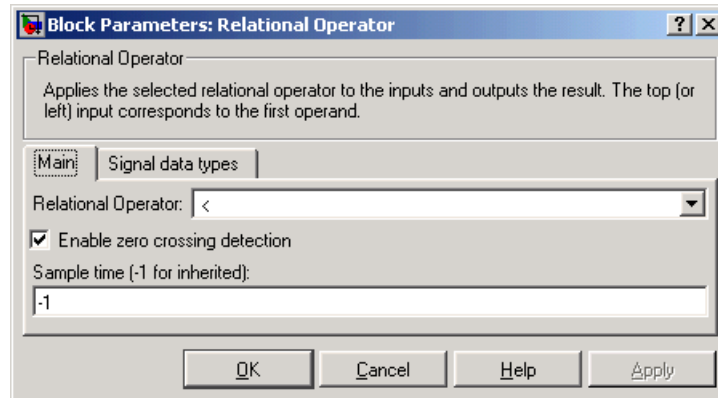 Block Parameters: Relational Operator
Relational Operator
Applies the selected relational operator to the inputs and outputs the result. The top (or
left) input corresponds to the first operand.
Main Signal data types
Relational Operator: <
Enable zero crossing detection
Sample time (-1 for inherited):
-1
OK Cancel Help Apply